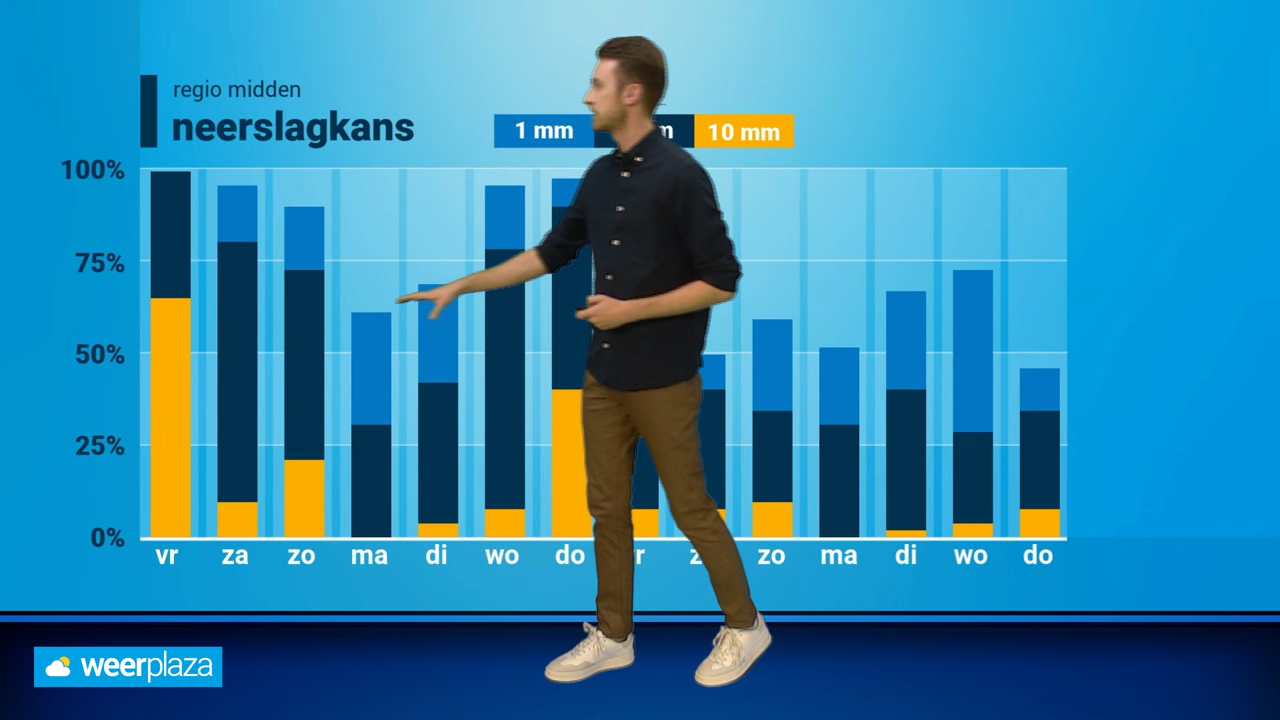 regio midden
neerslagkans
1 mm 10 mm
100%
75%
50%
25%
0%
vr za zo ma di wo do zo ma di wo do
weerplaza